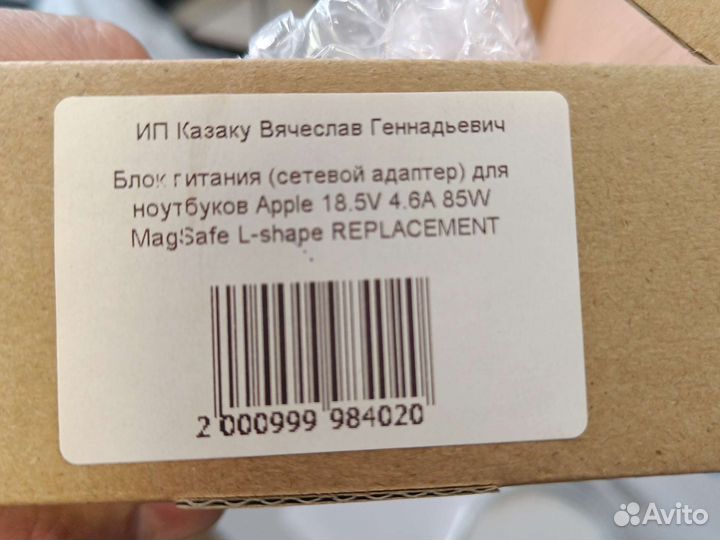 ИП Казаку Вячеслав Геннадьевич
Блок питания (сетевой адаптер) для
ноутбуков Apple 18.5V 4.6A 85W
MagSafe L-shape REPLACEMENT
2 000999 984020
Avito